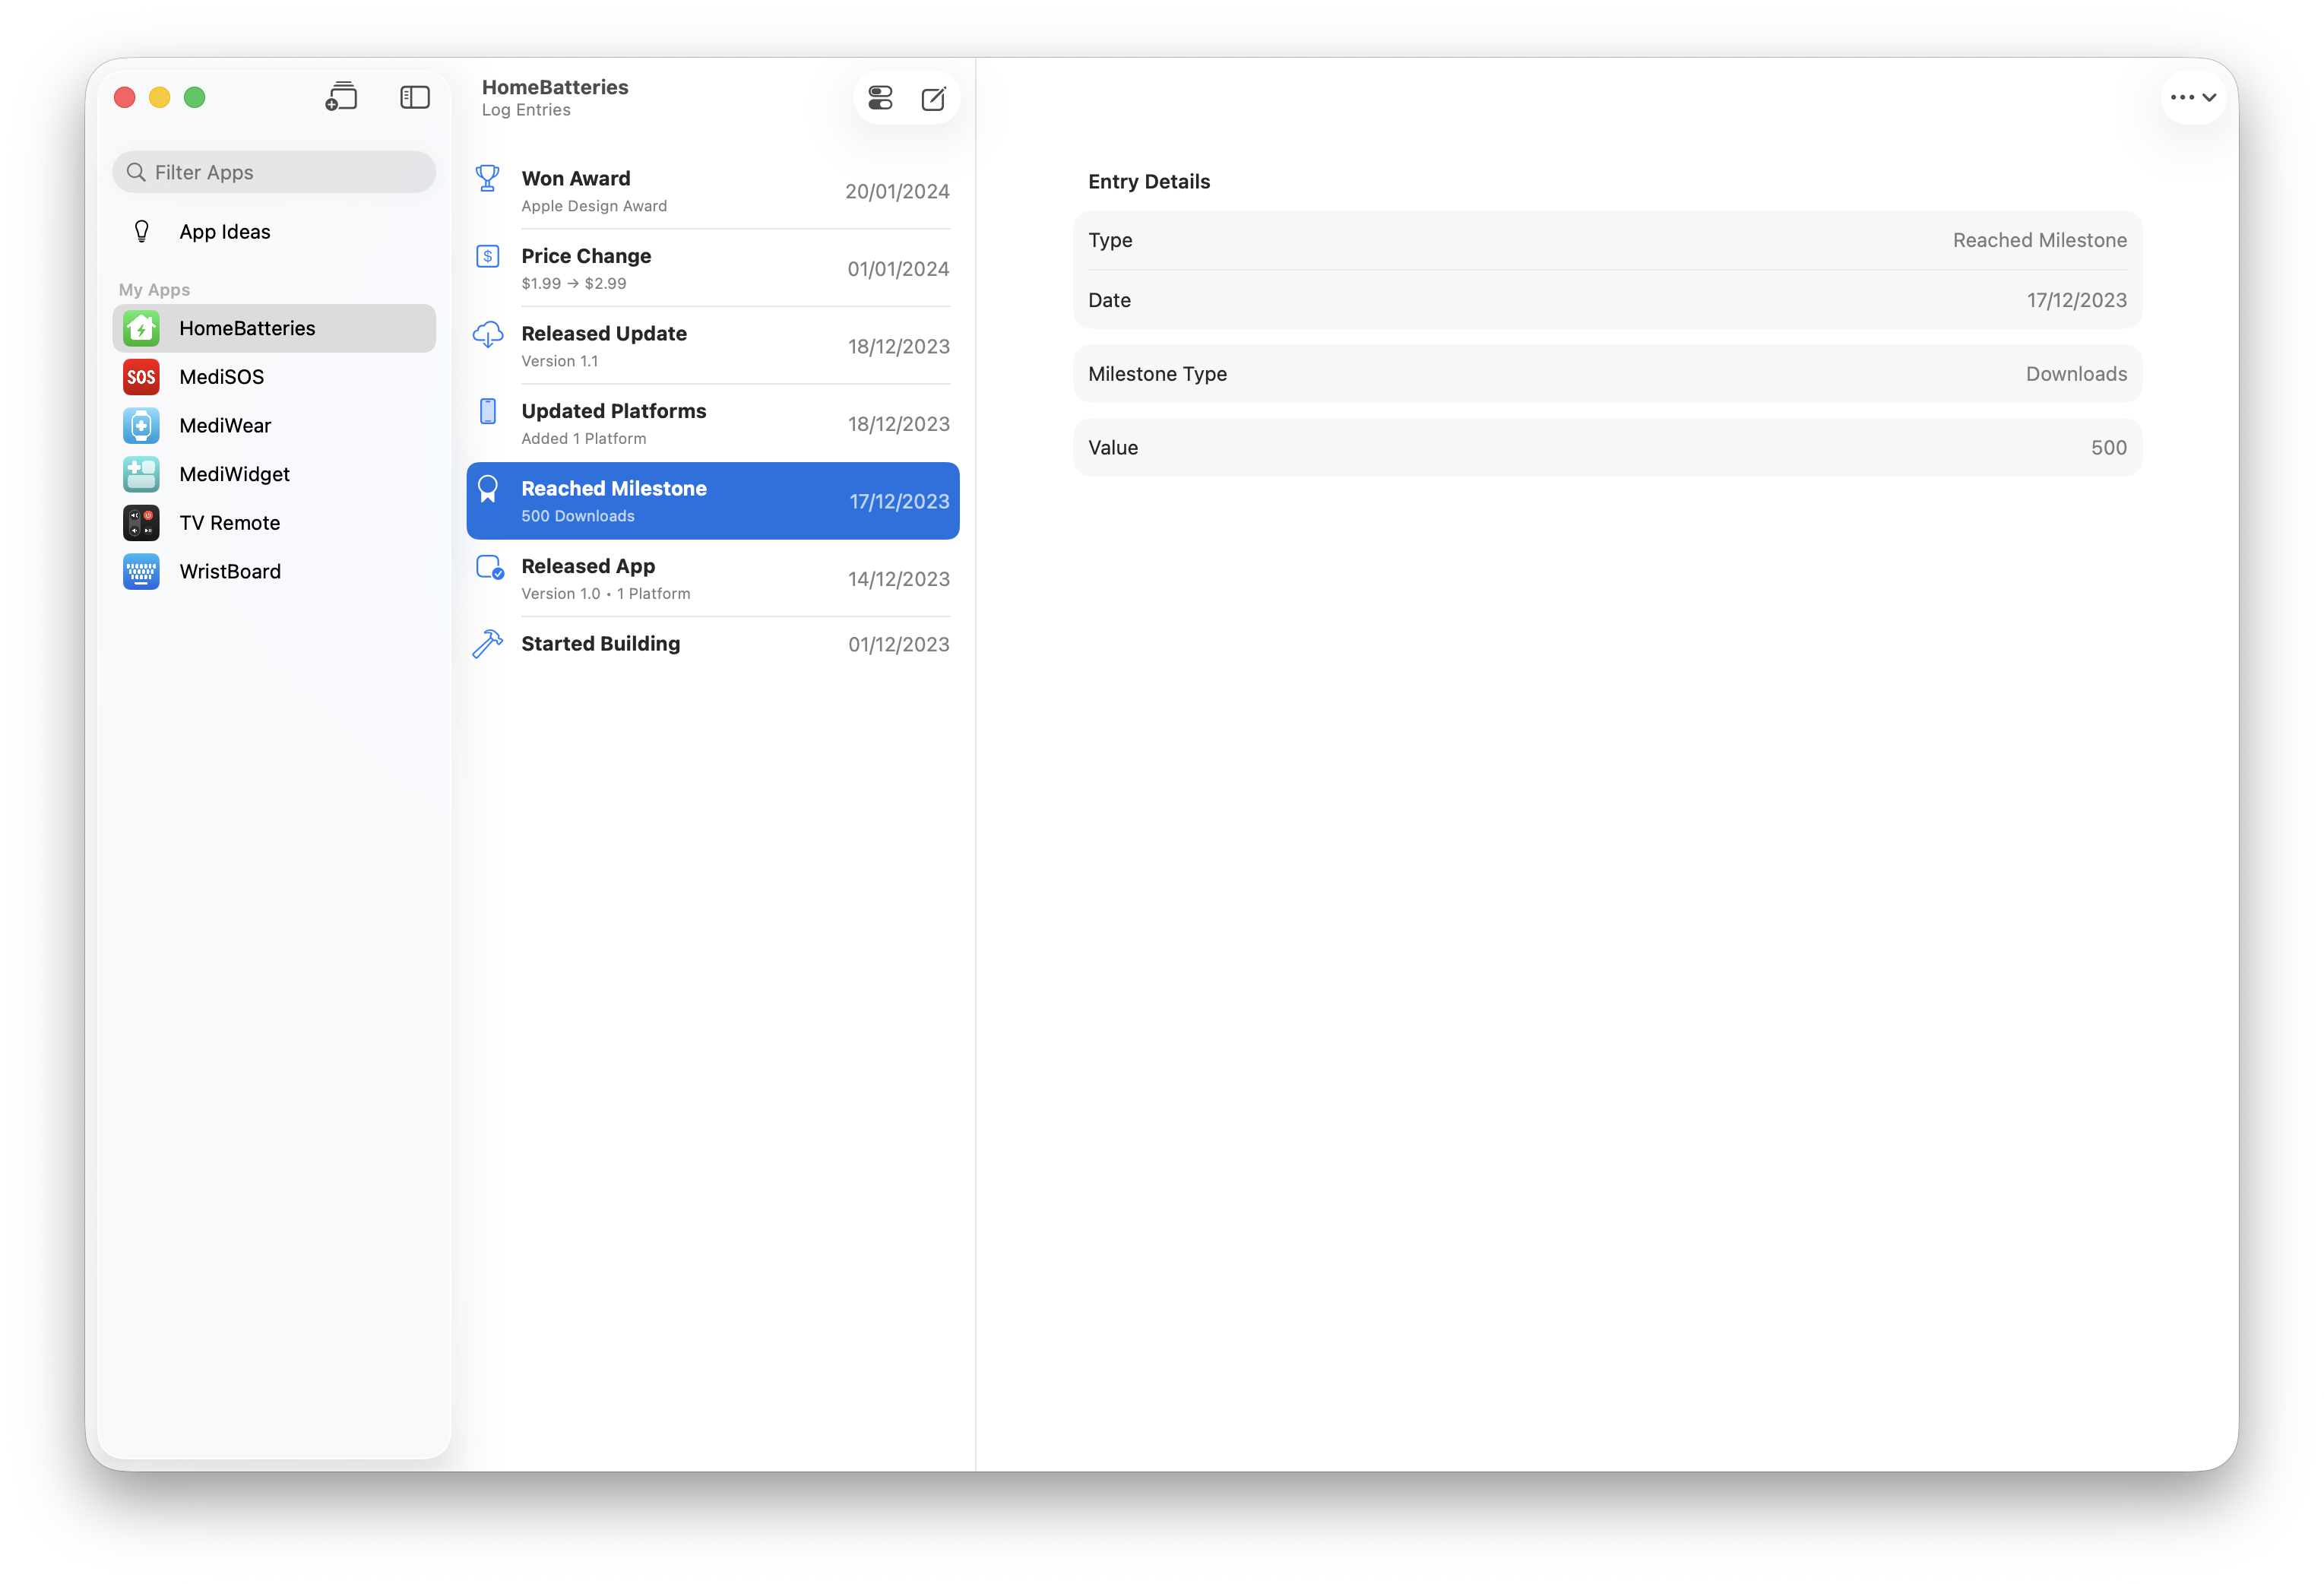 Filter Apps
App Ideas
My Apps
HomeBatteries
SOS
MediSOS
MediWear
MediWidget
TV Remote
WristBoard
HomeBatteries
Log Entries
Won Award
Apple Design Award
20/01/2024
$
Price Change
$1.99 → $2.99
01/01/2024
Released Update
Version 1.1
18/12/2023
Updated Platforms
Added 1 Platform
18/12/2023
Reached Milestone
500 Downloads
17/12/2023
Released App
Version 1.0 • 1 Platform
14/12/2023
Started Building
01/12/2023
Entry Details
Type Reached Milestone
Date 17/12/2023
Milestone Type Downloads
Value 500